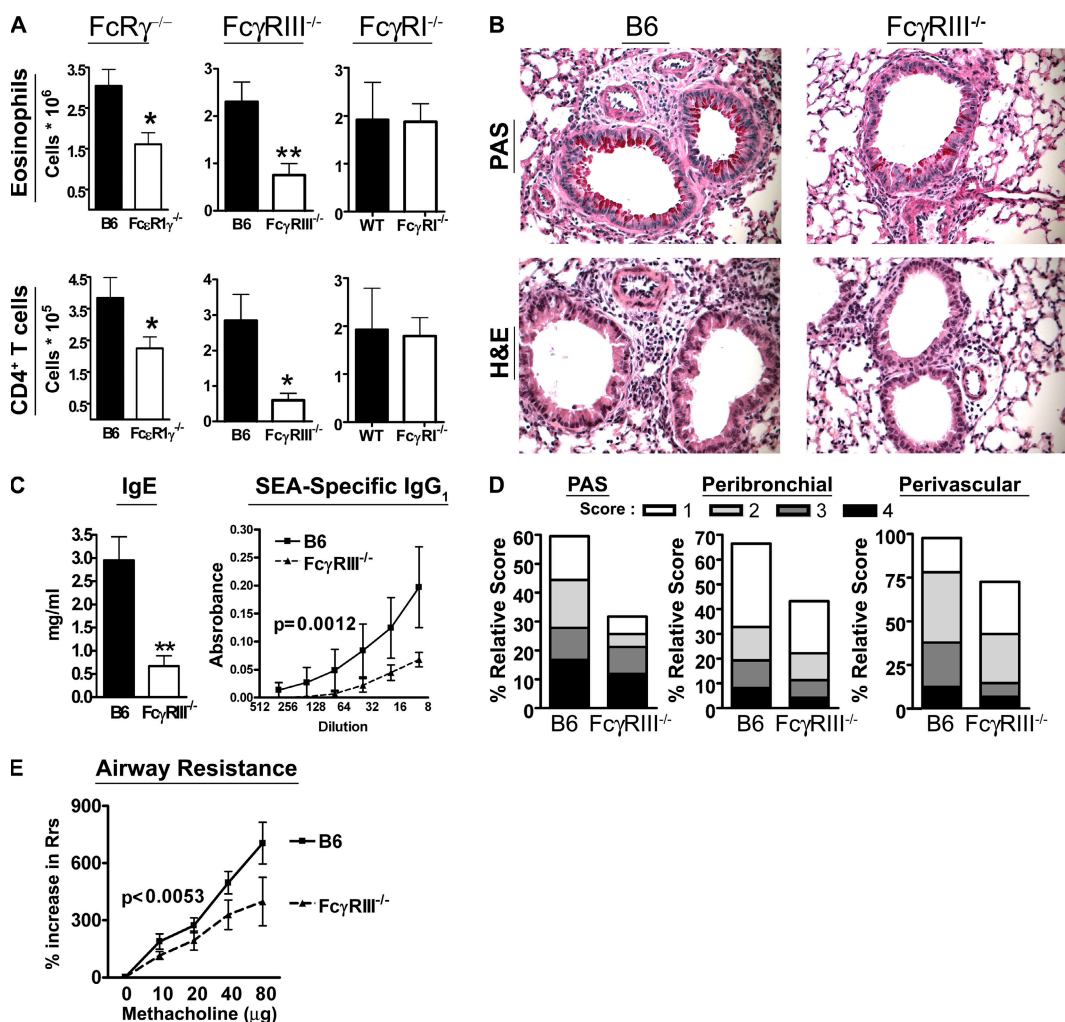 A
FcRγ⁻/⁻
FcγRIII⁻/⁻
FcγRI⁻/⁻
Eosinophils
Cells * 10⁶
3.5
2.5
1.5
0.5
*
B6
FcεR1γ⁻/⁻
3
2
1
0
**
B6
FcγRIII⁻/⁻
3
2
1
0
WT
FcγRI⁻/⁻
CD4⁺ T cells
Cells * 10⁵
4.5
3.5
2.5
1.5
0.5
*
B6
FcεR1γ⁻/⁻
4
3
2
1
0
*
B6
FcγRIII⁻/⁻
3
2
1
0
WT
FcγRI⁻/⁻
B
B6
FcγRIII⁻/⁻
PAS
H&E
C
IgE
mg/ml
3.5
3.0
2.5
2.0
1.5
1.0
0.5
0.0
**
B6
FcγRIII⁻/⁻
SEA-Specific IgG₁
Absrobance
0.30
0.25
0.20
0.15
0.10
0.05
0.00
B6
FcγRIII⁻/⁻
p=0.0012
512 256 128 64 32 16 8
Dilution
D
PAS
Peribronchial
Perivascular
Score : 1 2 3 4
% Relative Score
60
50
40
30
20
10
0
B6 FcγRIII⁻/⁻
% Relative Score
70
60
50
40
30
20
10
0
B6 FcγRIII⁻/⁻
% Relative Score
100
75
50
25
0
B6 FcγRIII⁻/⁻
E
Airway Resistance
% increase in Rrs
900
600
300
0
p<0.0053
B6
FcγRIII⁻/⁻
0 10 20 40 80
Methacholine (µg)